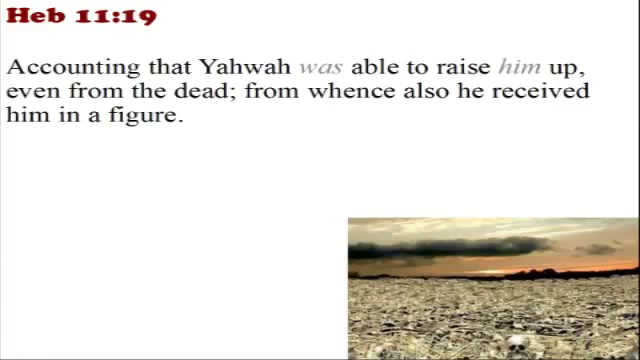 Heb 11:19
Accounting that Yahwah was able to raise him up,
even from the dead; from whence also he received
him in a figure.